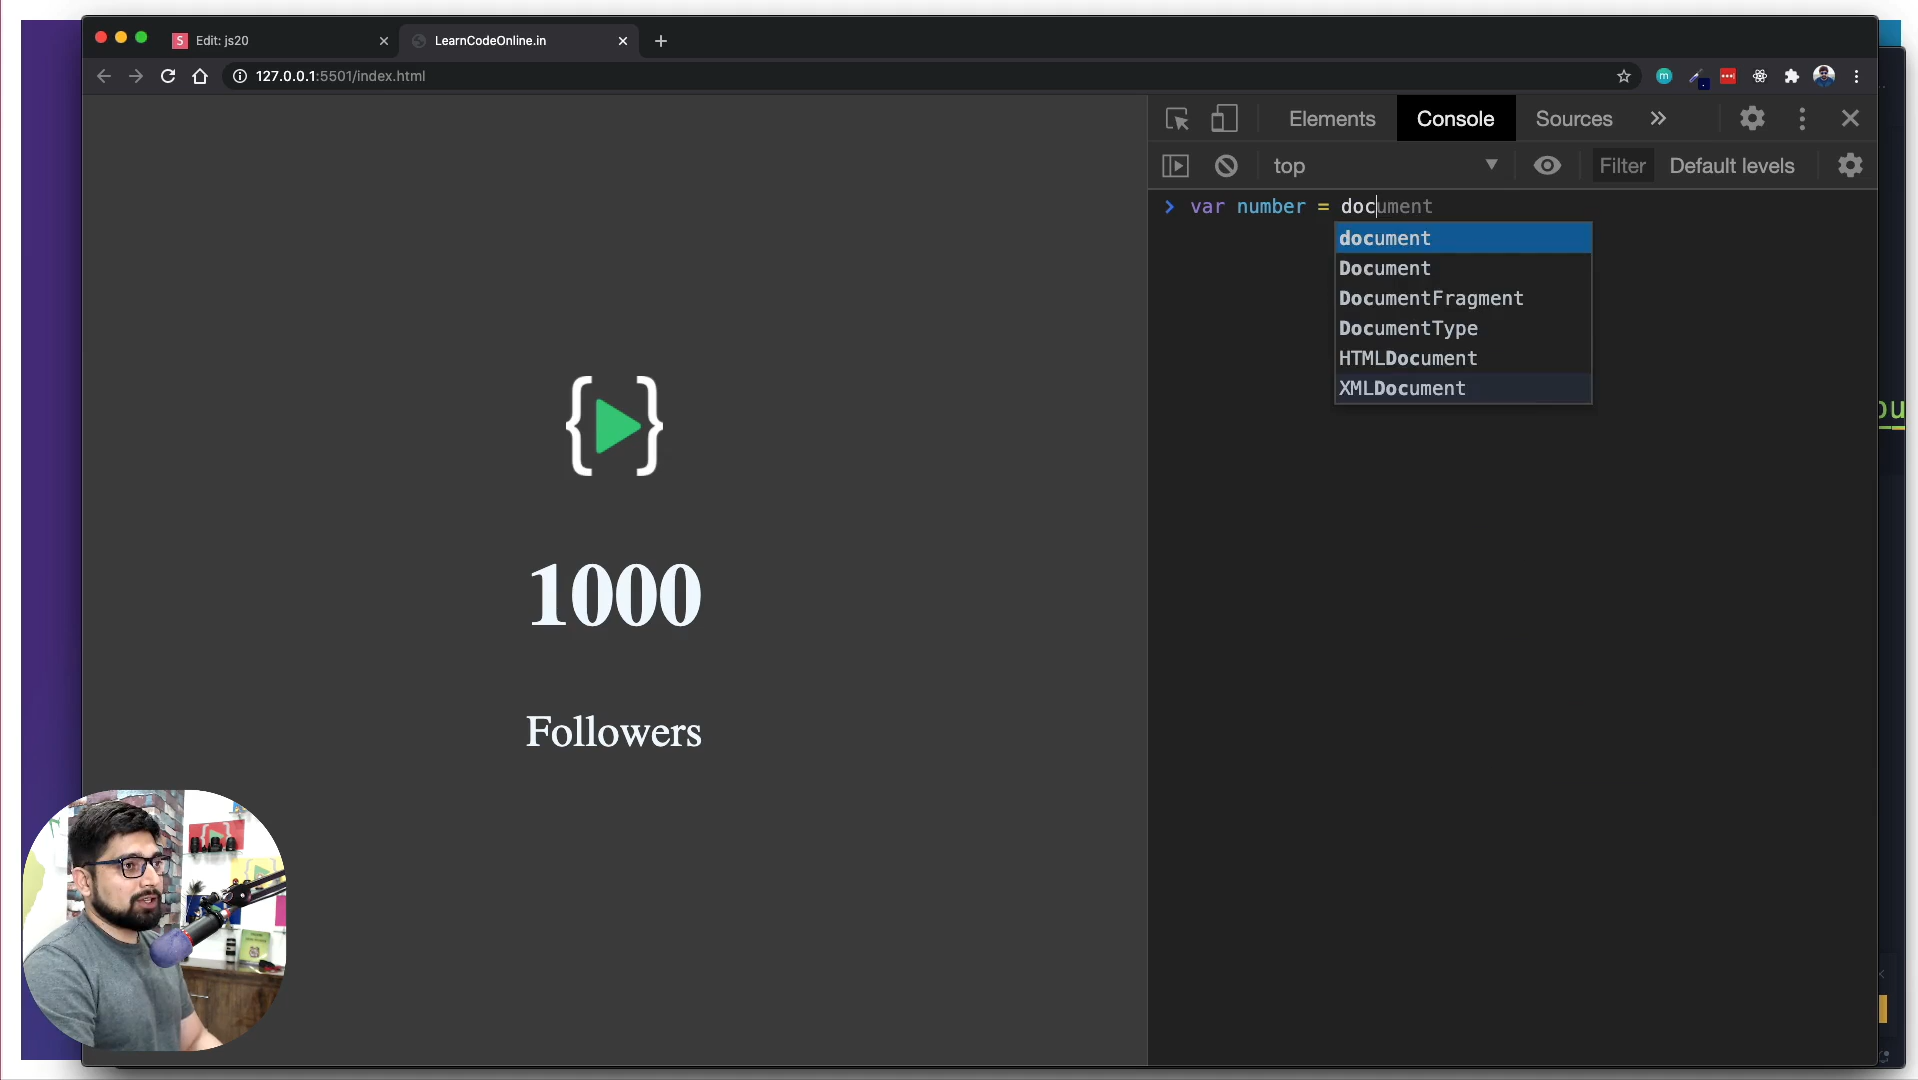 S Edit: js20
LearnCodeOnline.in
127.0.0.1:5501/index.html
m
Elements Console Sources
top Filter Default levels
> var number = document
document
Document
DocumentFragment
DocumentType
HTMLDocument
XMLDocument
1000
Followers